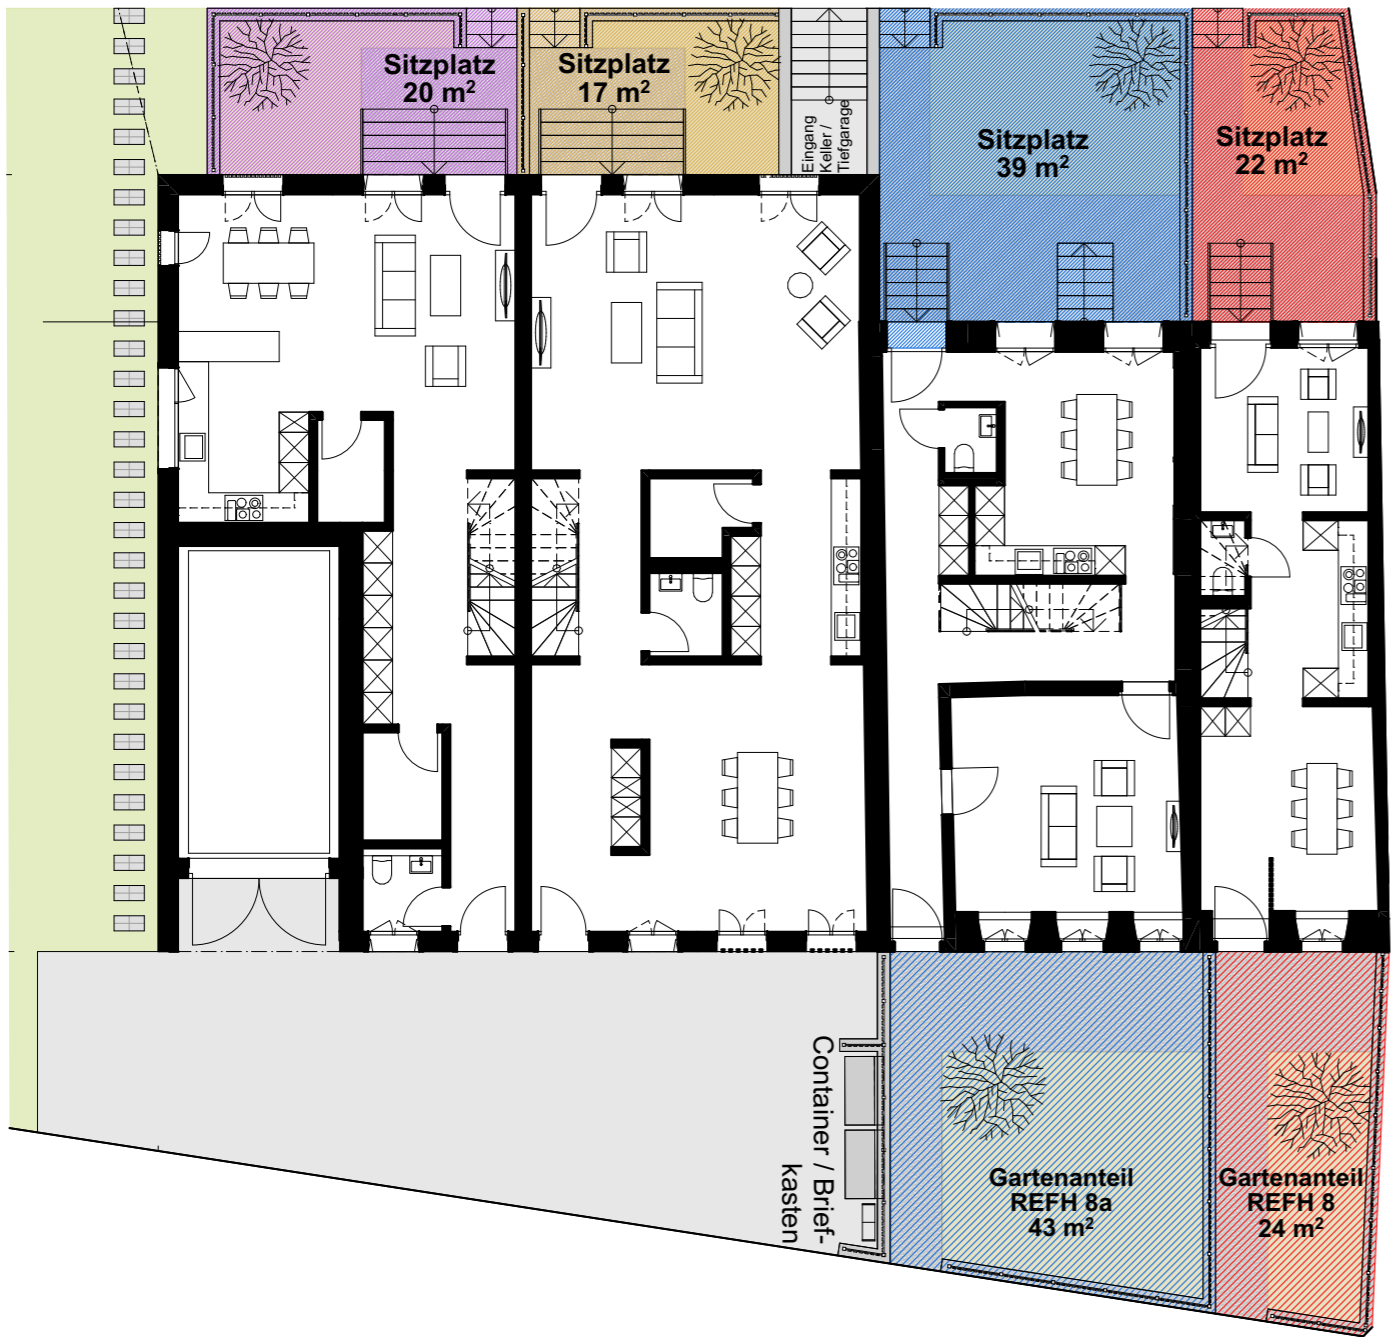 Sitzplatz
20 m²
Sitzplatz
17 m²
Eingang
Keller /
Tiefgarage
Sitzplatz
39 m²
Sitzplatz
22 m²
Container / Brief-
kasten
Gartenanteil
REFH 8a
43 m²
Gartenanteil
REFH 8
24 m²